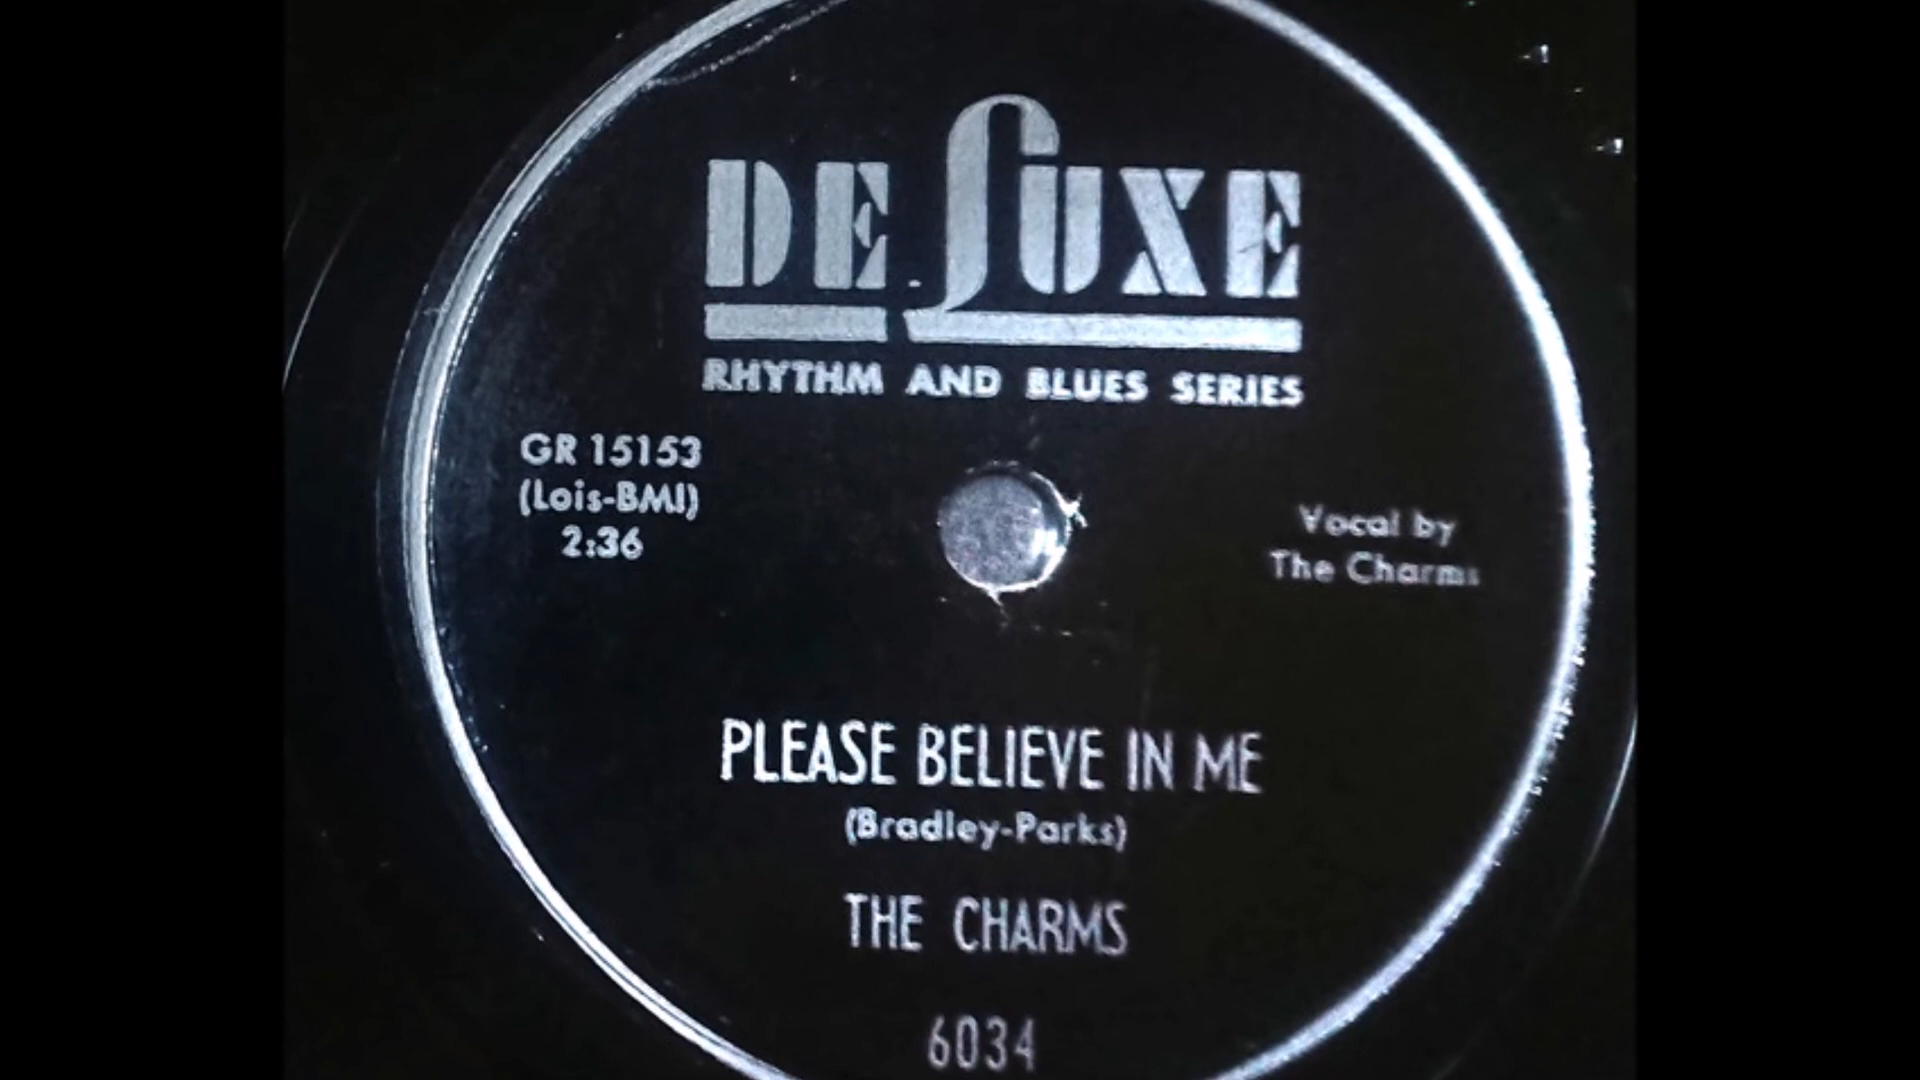 DE LUXE
RHYTHM AND BLUES SERIES
GR 15153
(Lois-BMI)
2:36
Vocal by
The Charms
PLEASE BELIEVE IN ME
(Bradley-Parks)
THE CHARMS
6034